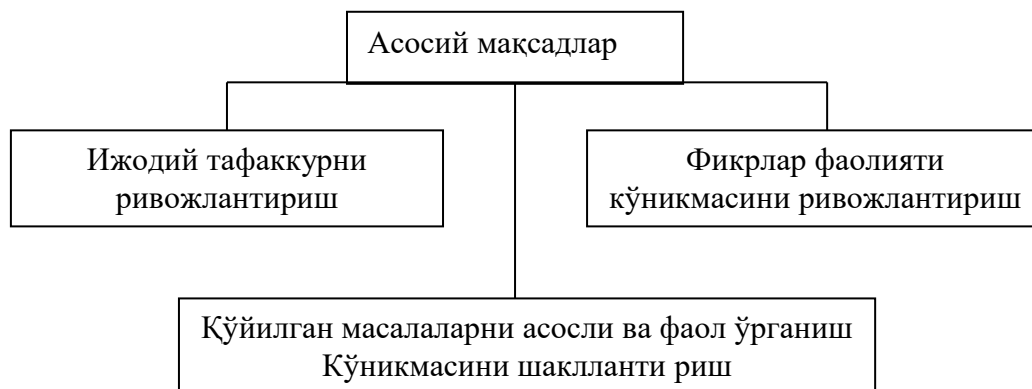 Асосий мақсадлар
Ижодий тафаккурни
ривожлантириш
Фикрлар фаолияти
кўникмасини ривожлантириш
Қўйилган масалаларни асосли ва фаол ўрганиш
Кўникмасини шаклланти риш